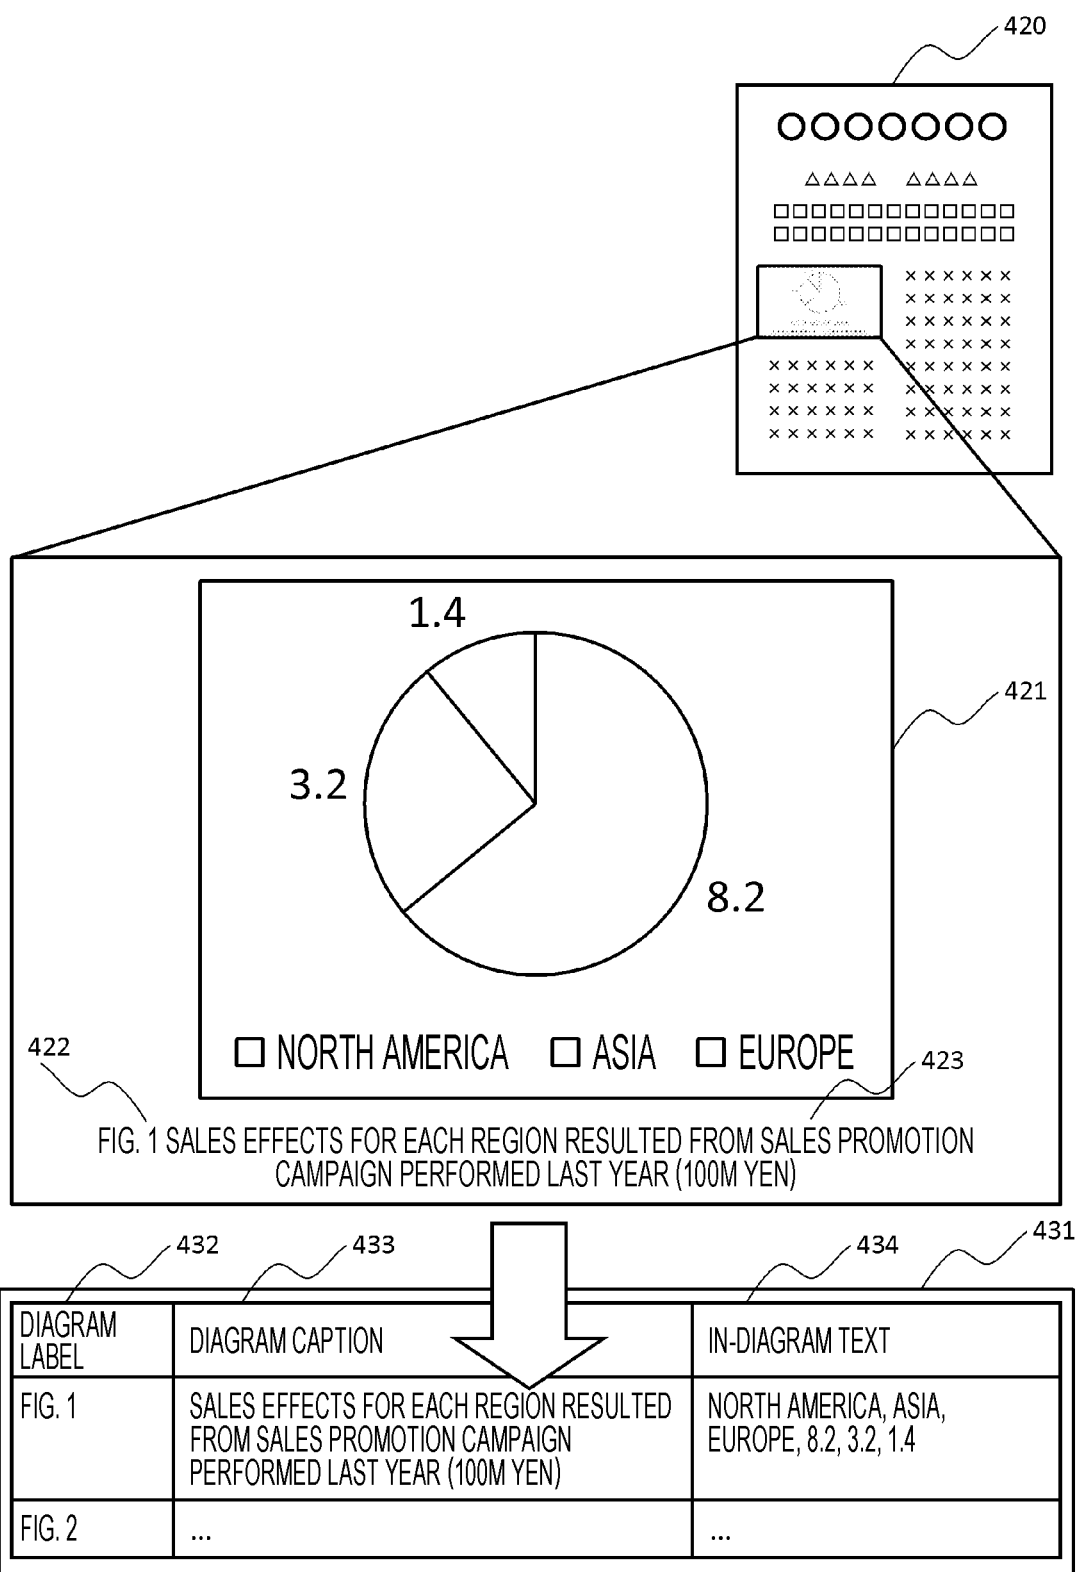 420
1.4
421
3.2
8.2
NORTH AMERICA ASIA EUROPE
422
423
FIG. 1 SALES EFFECTS FOR EACH REGION RESULTED FROM SALES PROMOTION
CAMPAIGN PERFORMED LAST YEAR (100M YEN)
432 433 434 431
DIAGRAM
LABEL
DIAGRAM CAPTION
IN-DIAGRAM TEXT
FIG. 1
SALES EFFECTS FOR EACH REGION RESULTED
FROM SALES PROMOTION CAMPAIGN
PERFORMED LAST YEAR (100M YEN)
NORTH AMERICA, ASIA,
EUROPE, 8.2, 3.2, 1.4
FIG. 2
...
...